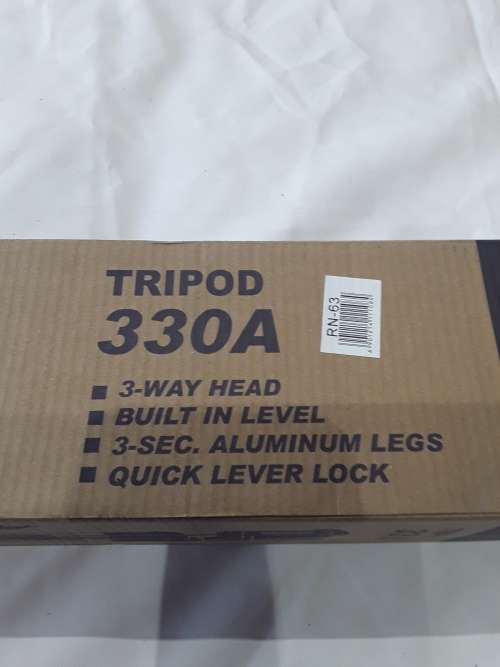 TRIPOD
330A
RN-63
3-WAY HEAD
BUILT IN LEVEL
3-SEC. ALUMINUM LEGS
QUICK LEVER LOCK